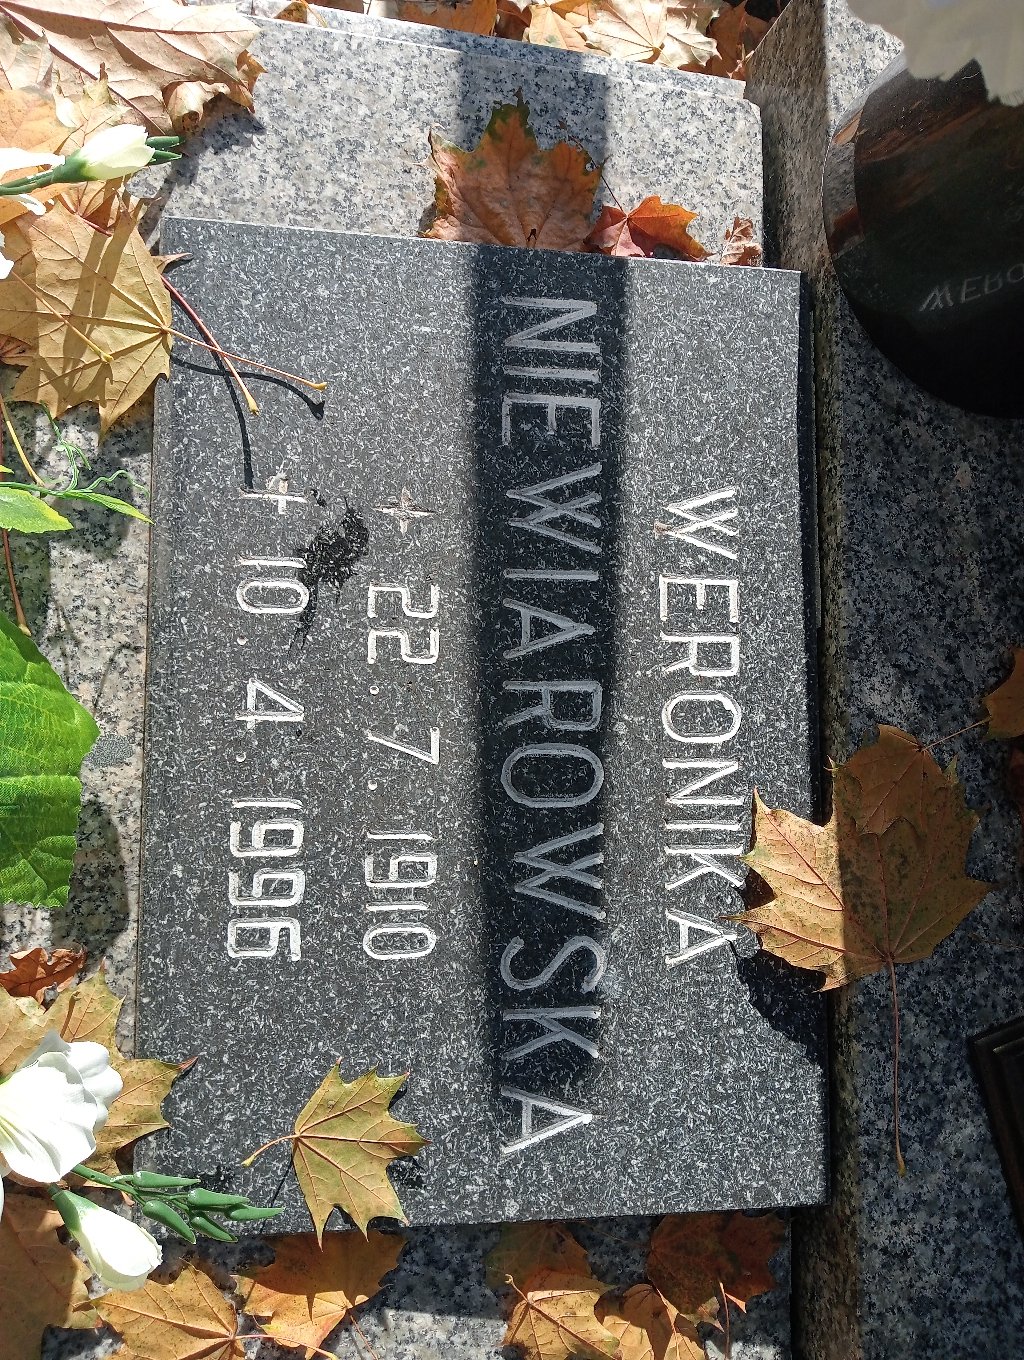 WERONIKA
NIEWIAROWSKA
22.7.1910
† 10.4.1996